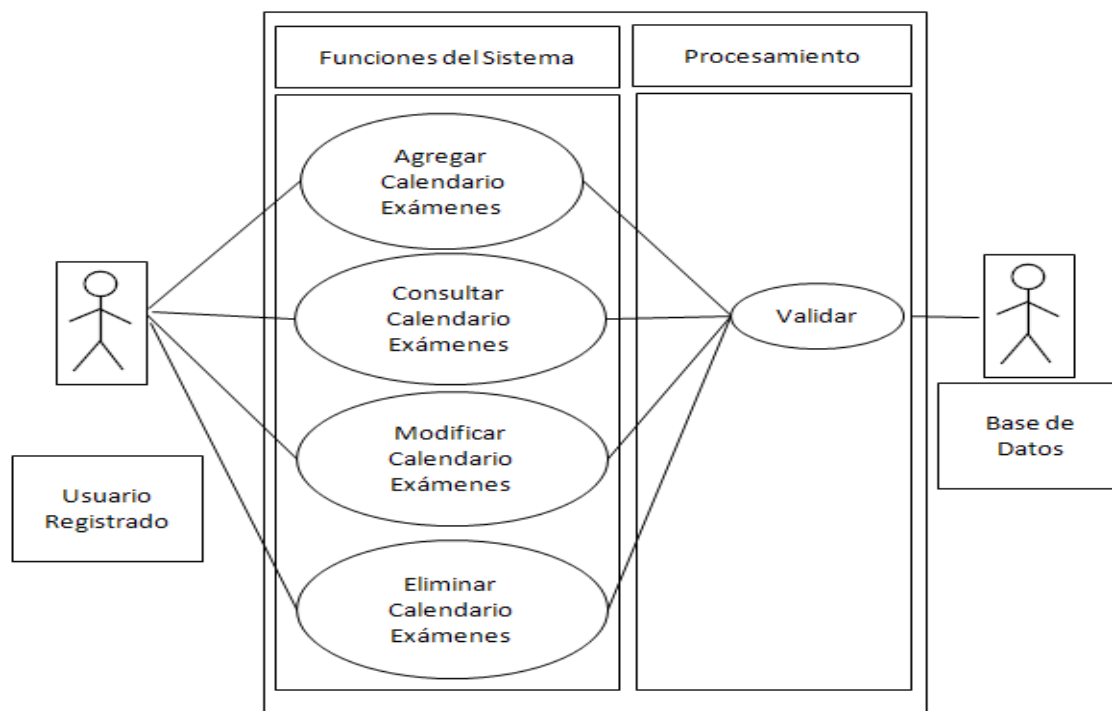 Funciones del Sistema
Procesamiento
Agregar
Calendario
Exámenes
Consultar
Calendario
Exámenes
Validar
Modificar
Calendario
Exámenes
Base de
Datos
Usuario
Registrado
Eliminar
Calendario
Exámenes